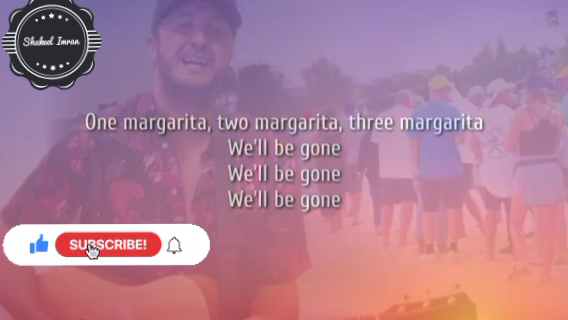 Shakeel Imran
One margarita, two margarita, three margarita
We'll be gone
We'll be gone
We'll be gone
SUBSCRIBE!